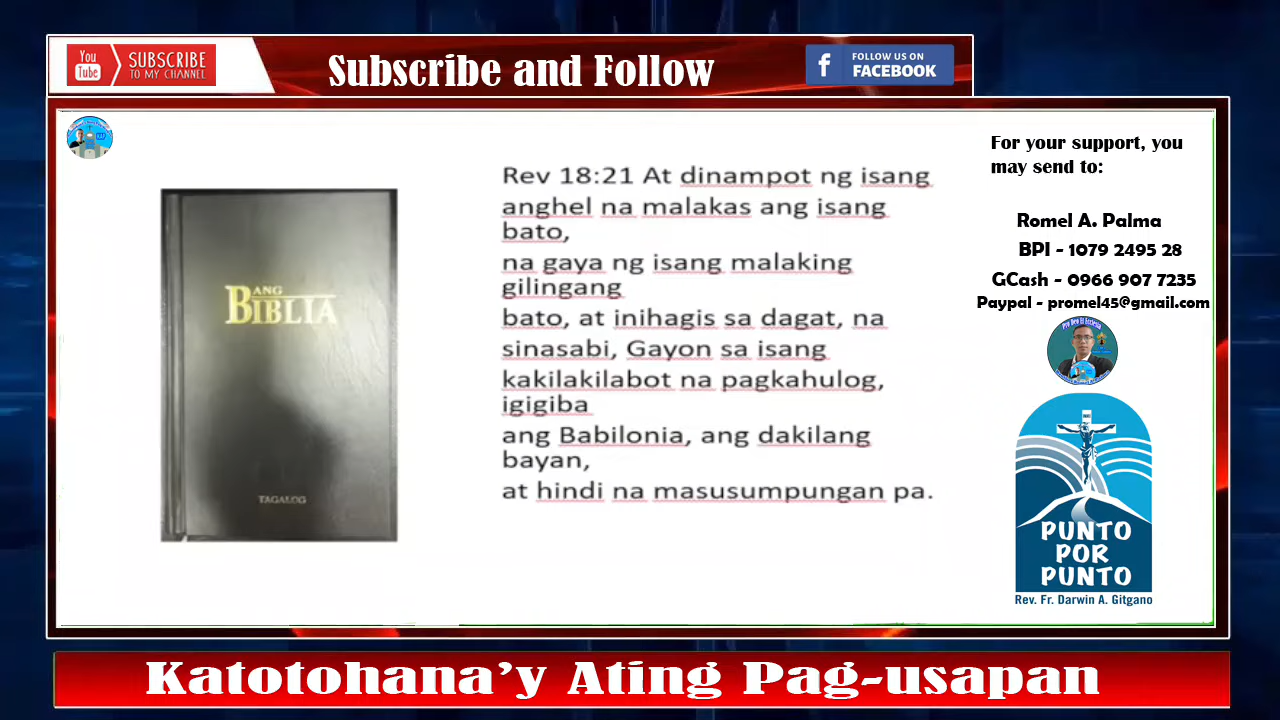 You
Tube
SUBSCRIBE
TO MY CHANNEL
Subscribe and Follow
f
FOLLOW US ON
FACEBOOK
ANG
BIBLIA
TAGALOG
Rev 18:21 At dinampot ng isang
anghel na malakas ang isang
bato,
na gaya ng isang malaking
gilingang
bato, at inihagis sa dagat, na
sinasabi, Gayon sa isang
kakilakilabot na pagkahulog,
igigiba
ang Babilonia, ang dakilang
bayan,
at hindi na masusumpungan pa.
For your support, you
may send to:
Romel A. Palma
BPI - 1079 2495 28
GCash - 0966 907 7235
Paypal - promel45@gmail.com
PUNTO
POR
PUNTO
Rev. Fr. Darwin A. Gitgano
Katotohana'y Ating Pag-usapan